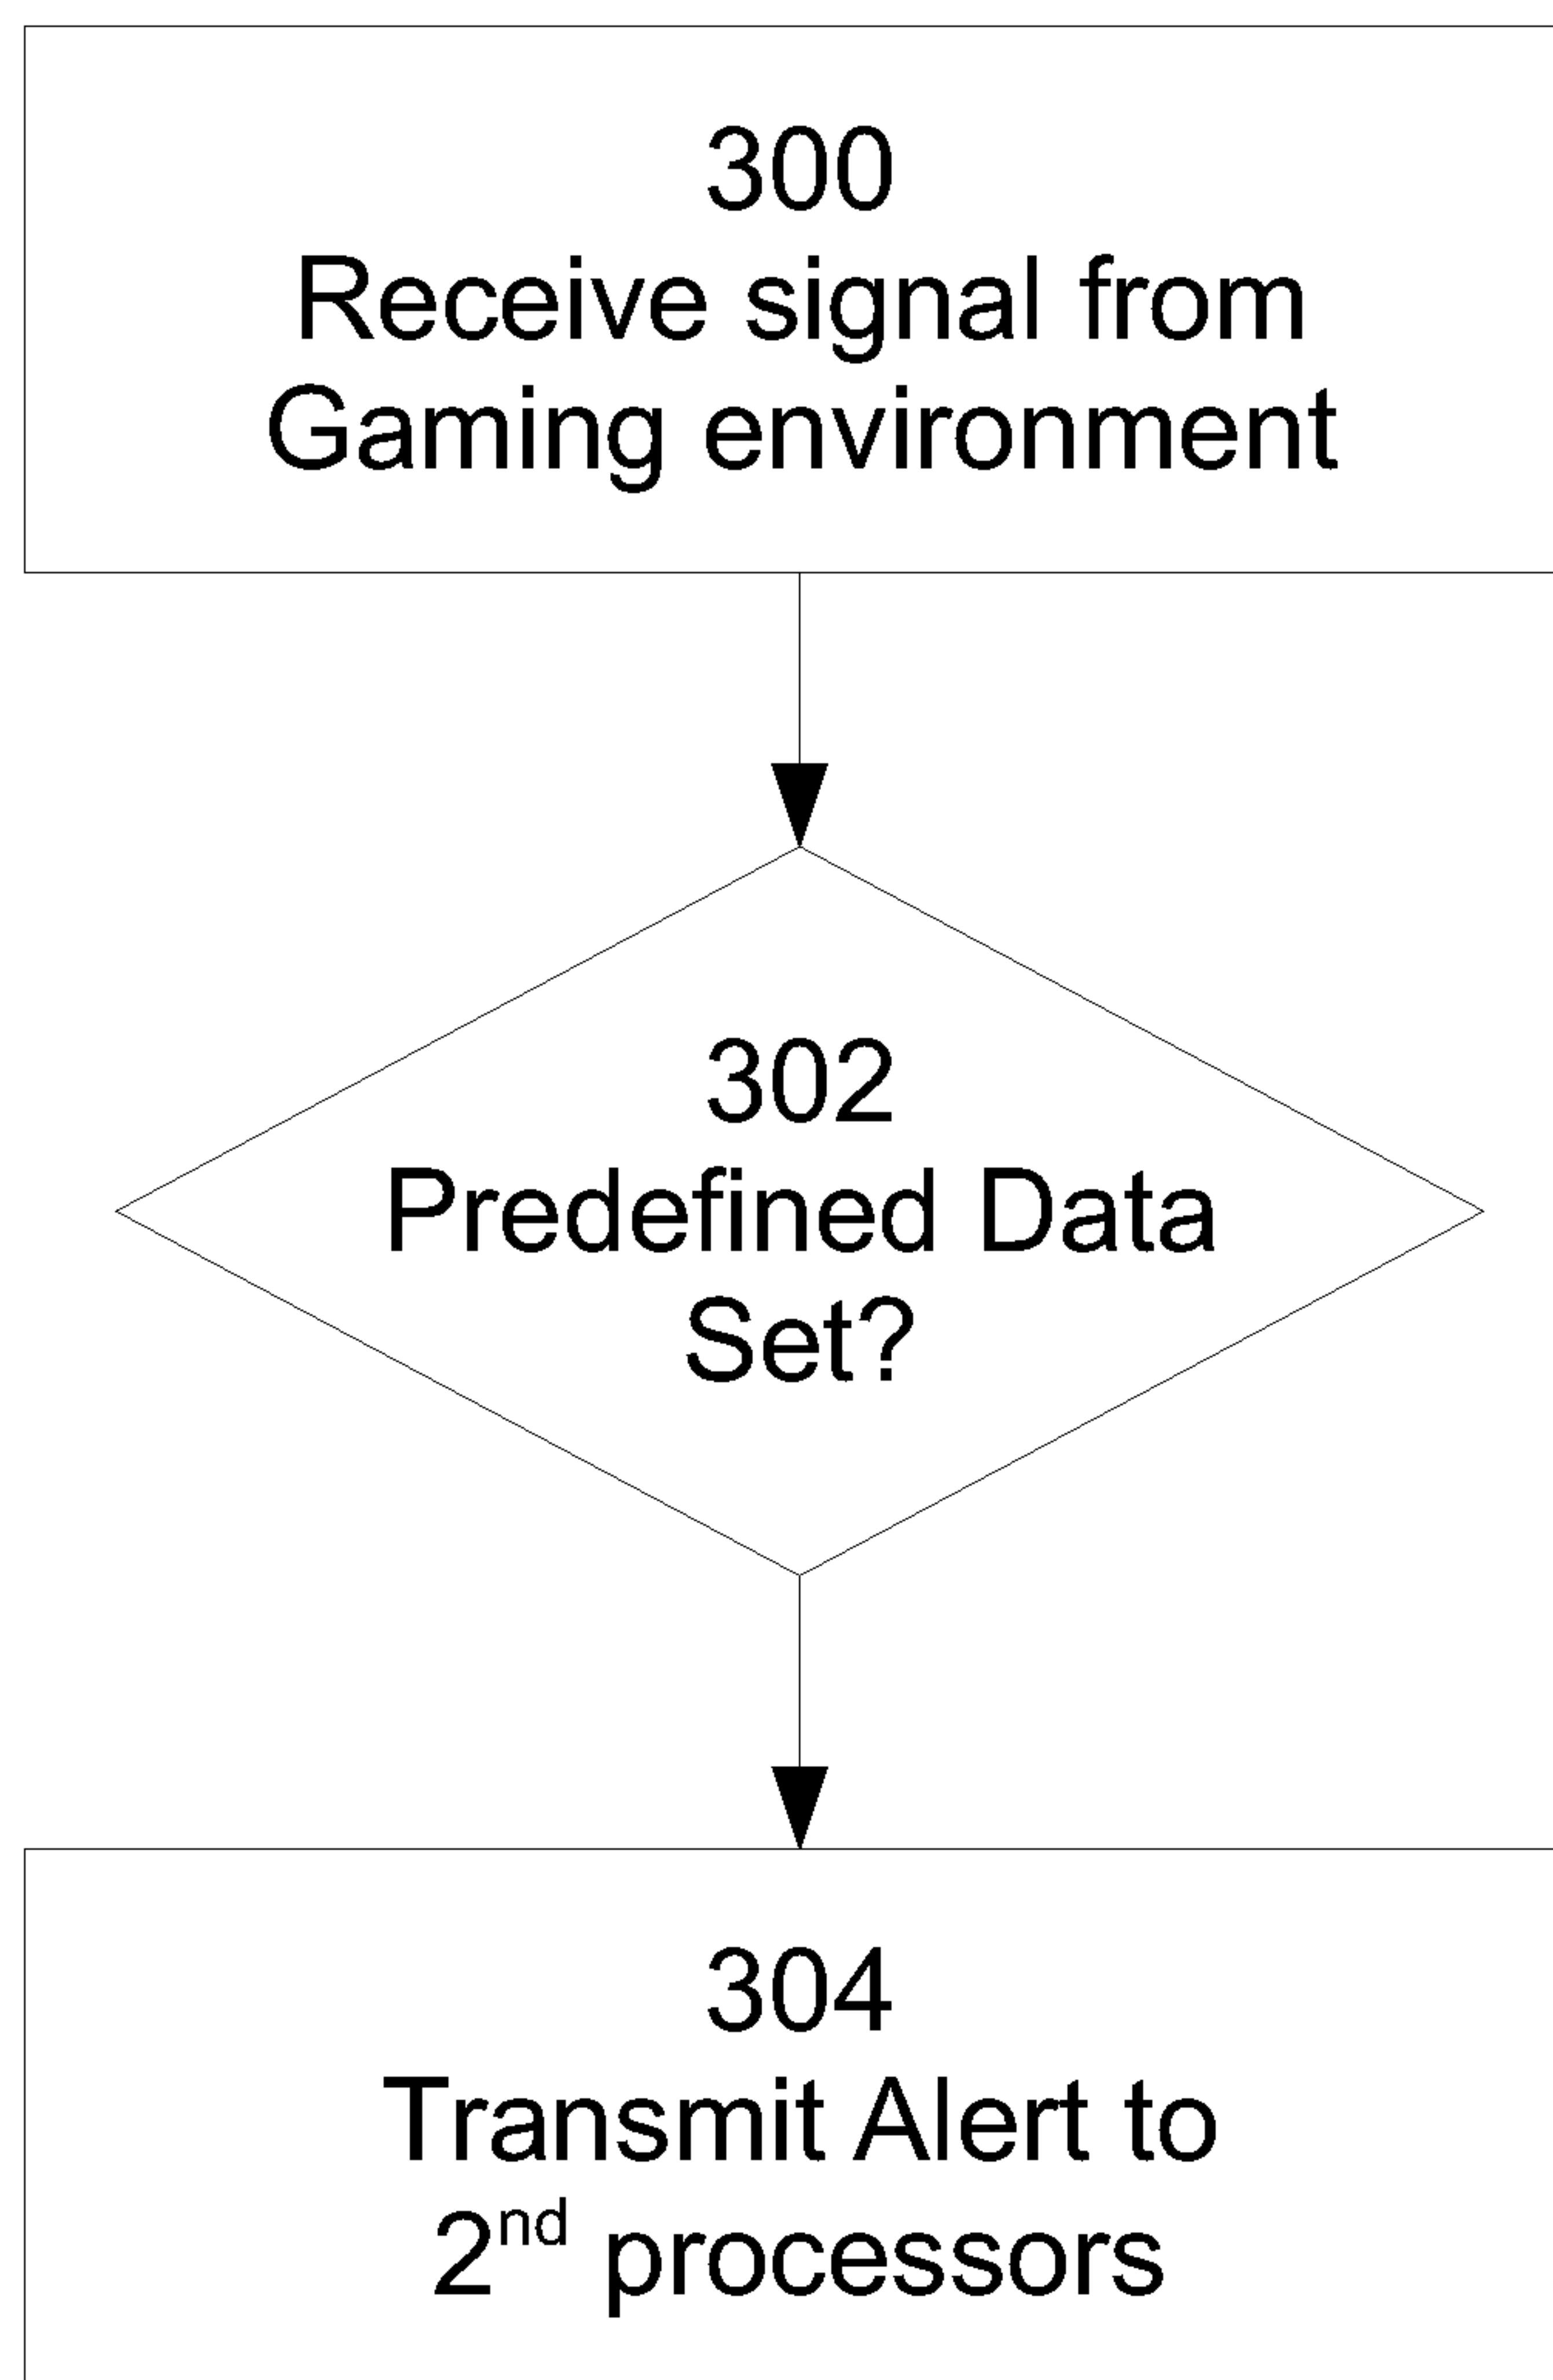 300
Receive signal from
Gaming environment
302
Predefined Data
Set?
304
Transmit Alert to
2nd processors